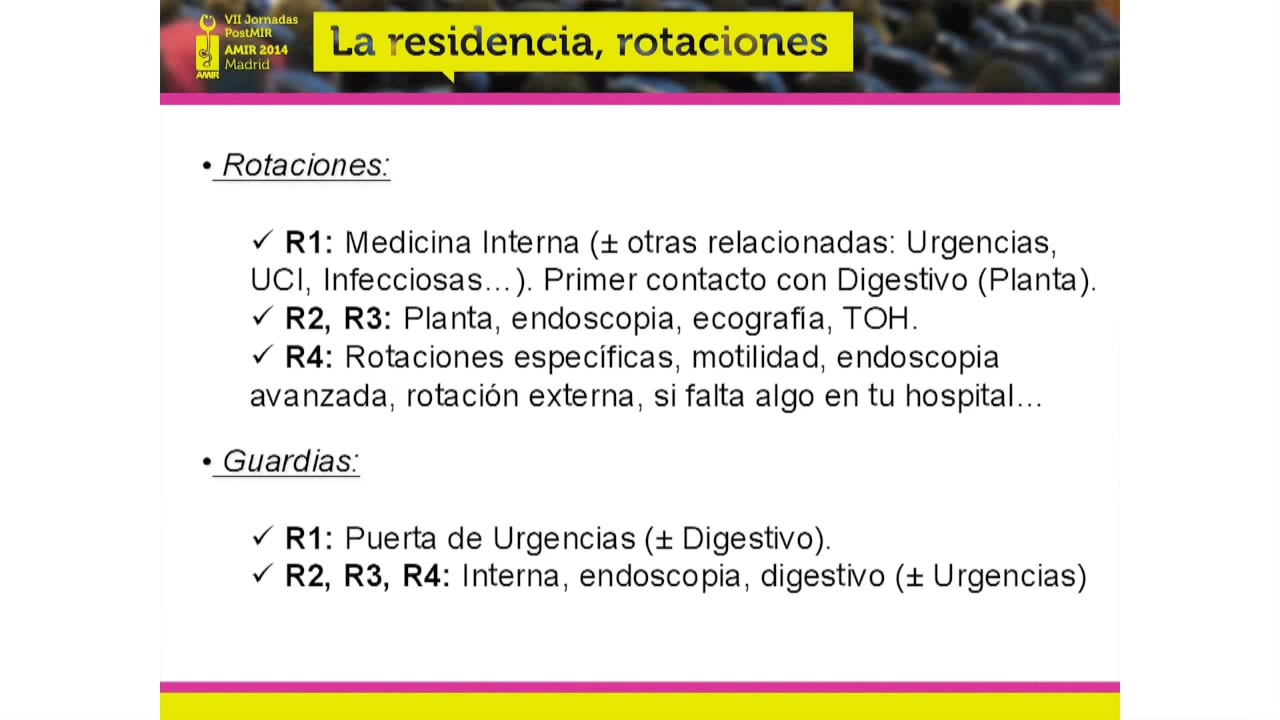 VII Jornadas
PostMIR
AMIR 2014
Madrid
AMIR
La residencia, rotaciones
• Rotaciones:
✓ R1: Medicina Interna (± otras relacionadas: Urgencias,
UCI, Infecciosas…). Primer contacto con Digestivo (Planta).
✓ R2, R3: Planta, endoscopia, ecografía, TOH.
✓ R4: Rotaciones específicas, motilidad, endoscopia
avanzada, rotación externa, si falta algo en tu hospital…
• Guardias:
✓ R1: Puerta de Urgencias (± Digestivo).
✓ R2, R3, R4: Interna, endoscopia, digestivo (± Urgencias)